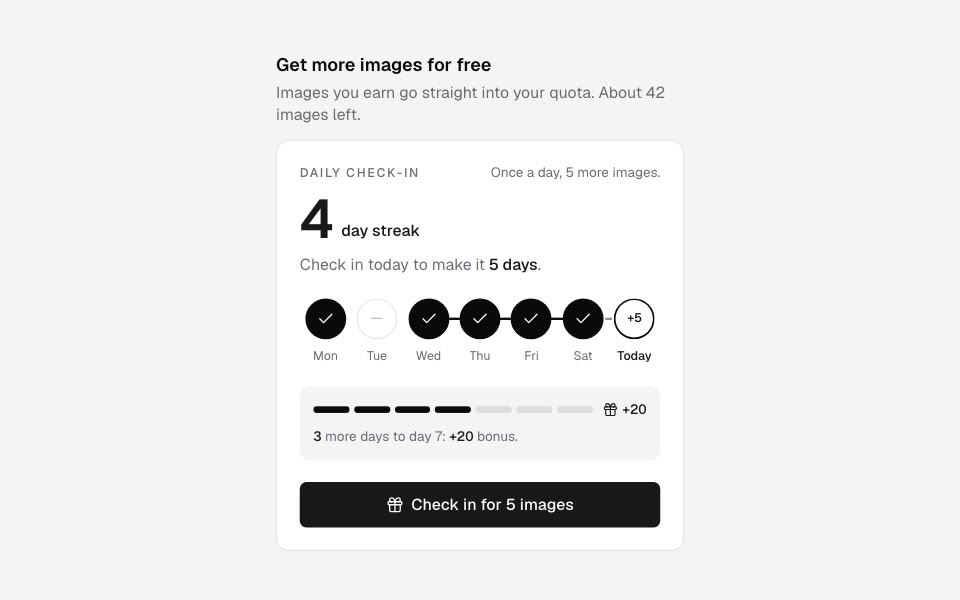 Get more images for free
Images you earn go straight into your quota. About 42
images left.
DAILY CHECK-IN
Once a day, 5 more images.
4 day streak
Check in today to make it 5 days.
+5
Mon Tue Wed Thu Fri Sat Today
+20
3 more days to day 7: +20 bonus.
Check in for 5 images